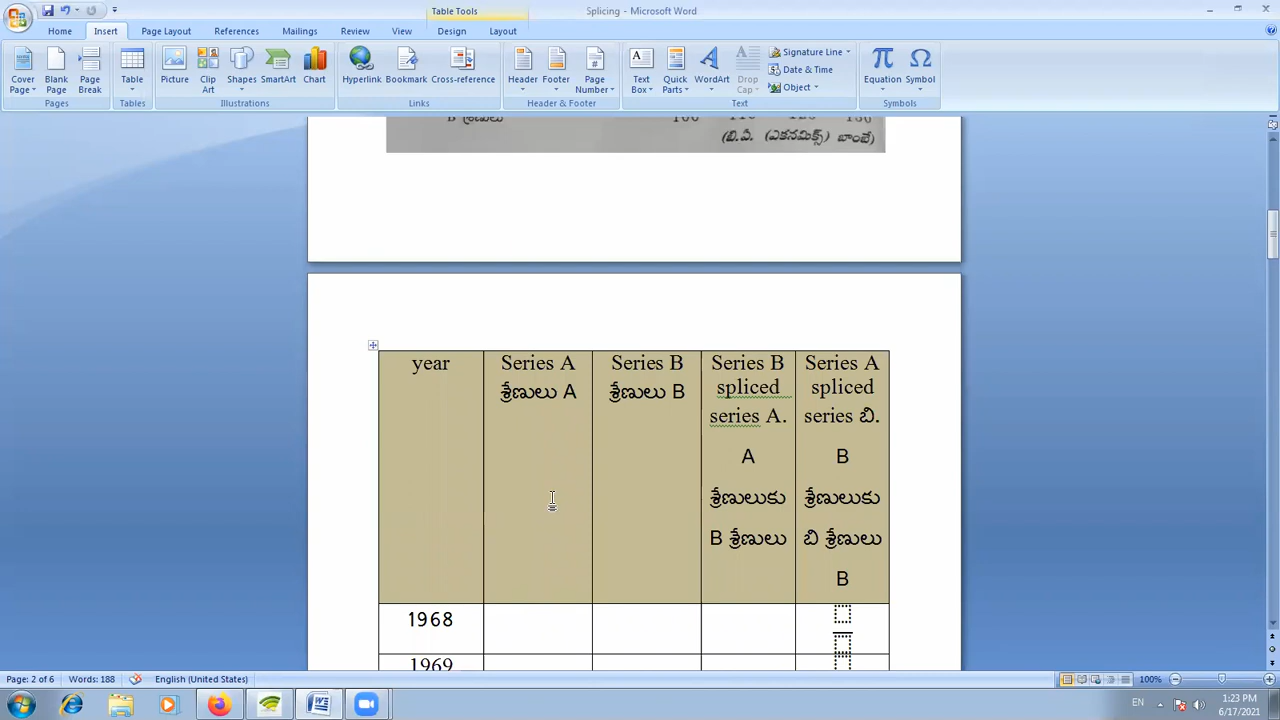 Table Tools
Splicing - Microsoft Word
Home Insert Page Layout References Mailings Review View Design Layout
Cover Page Blank Page Page Break
Table
Picture Clip Art Shapes SmartArt Chart
Hyperlink Bookmark Cross-reference
Header Footer Page Number
Text Box Quick Parts WordArt Drop Cap
Signature Line
Date & Time
Object
Equation Symbol
Pages Tables Illustrations Links Header & Footer Text Symbols
B శ్రేణులు 100
(బి.ఏ. (ఎకనమిక్స్) బాంబే)
year
Series A
శ్రేణులు A
Series B
శ్రేణులు B
Series B
spliced
series A.
A
శ్రేణులుకు
B శ్రేణులు
Series A
spliced
series బి.
B
శ్రేణులుకు
బి శ్రేణులు
B
1968
1969
Page: 2 of 6 Words: 188 English (United States) 100%
EN 1:23 PM
6/17/2021